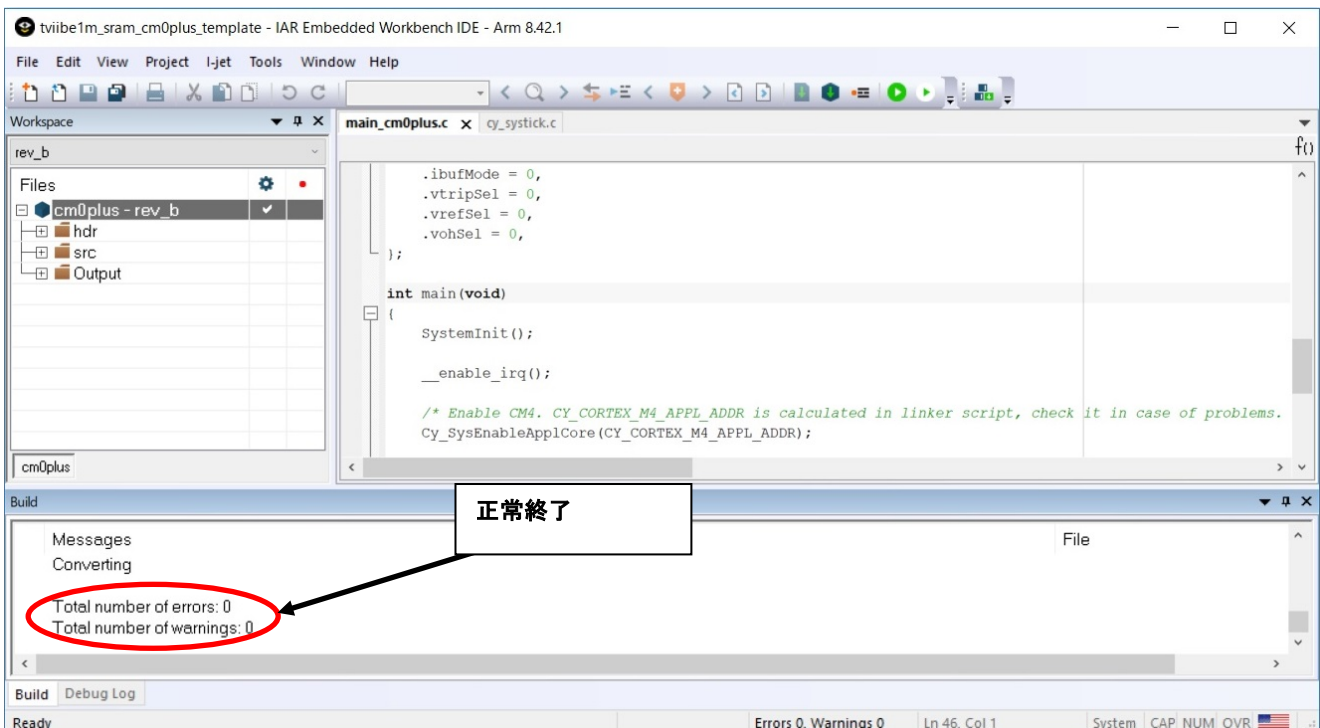 tviibe1m_sram_cm0plus_template - IAR Embedded Workbench IDE - Arm 8.42.1
File Edit View Project I-jet Tools Window Help
Workspace
main_cm0plus.c cy_systick.c
rev_b
f()
Files
cm0plus - rev_b
hdr
src
Output
.ibufMode = 0,
.vtripSel = 0,
.vrefSel = 0,
.vohSel = 0,
};
int main(void)
{
SystemInit();
__enable_irq();
/* Enable CM4. CY_CORTEX_M4_APPL_ADDR is calculated in linker script, check it in case of problems.
Cy_SysEnableApplCore(CY_CORTEX_M4_APPL_ADDR);
cm0plus
Build
正常終了
Messages File
Converting
Total number of errors: 0
Total number of warnings: 0
Build Debug Log
Ready Errors 0, Warnings 0 Ln 46, Col 1 System CAP NUM OVR